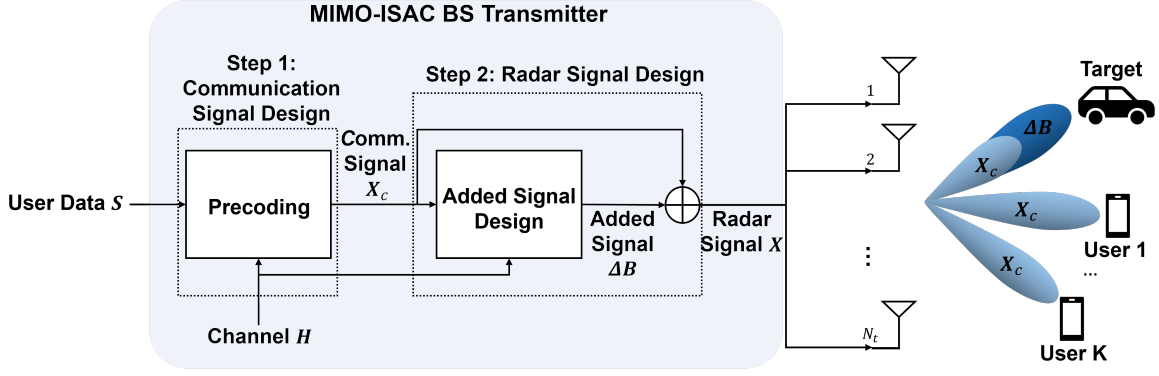 MIMO-ISAC BS Transmitter
Step 1:
Communication
Signal Design
Step 2: Radar Signal Design
Comm.
Signal
X_c
User Data S
Precoding
Added Signal
Design
Added
Signal
ΔB
Radar
Signal X
Channel H
1
2
⋮
N_t
Target
ΔB
X_c
X_c
User 1
...
X_c
User K